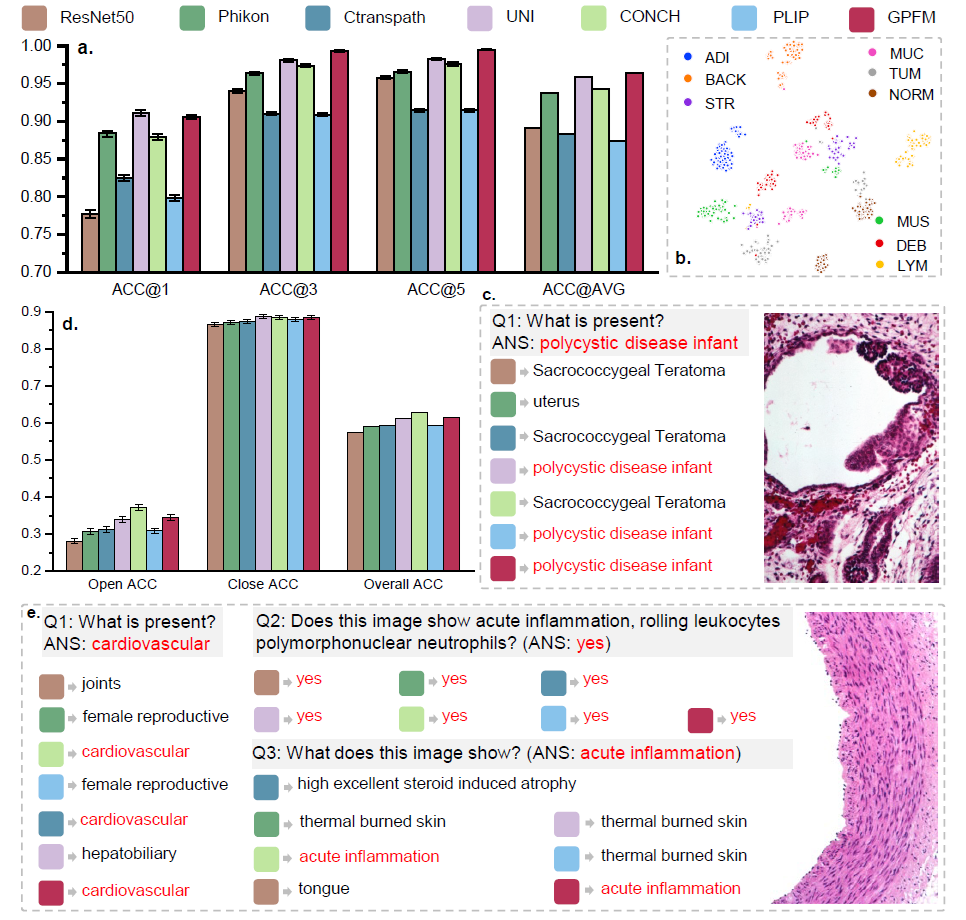 ResNet50 Phikon Ctranspath UNI CONCH PLIP GPFM
a.
1.00
0.95
0.90
0.85
0.80
0.75
0.70
ACC@1 ACC@3 ACC@5 ACC@AVG
ADI
BACK
STR
MUC
TUM
NORM
MUS
DEB
LYM
b.
d.
0.9
0.8
0.7
0.6
0.5
0.4
0.3
0.2
Open ACC Close ACC Overall ACC
c.
Q1: What is present?
ANS: polycystic disease infant
Sacrococcygeal Teratoma
uterus
Sacrococcygeal Teratoma
polycystic disease infant
Sacrococcygeal Teratoma
polycystic disease infant
polycystic disease infant
e.
Q1: What is present?
ANS: cardiovascular
joints
female reproductive
cardiovascular
female reproductive
cardiovascular
hepatobiliary
cardiovascular
Q2: Does this image show acute inflammation, rolling leukocytes
polymorphonuclear neutrophils? (ANS: yes)
yes yes yes
yes yes yes yes
Q3: What does this image show? (ANS: acute inflammation)
high excellent steroid induced atrophy
thermal burned skin thermal burned skin
acute inflammation thermal burned skin
tongue acute inflammation